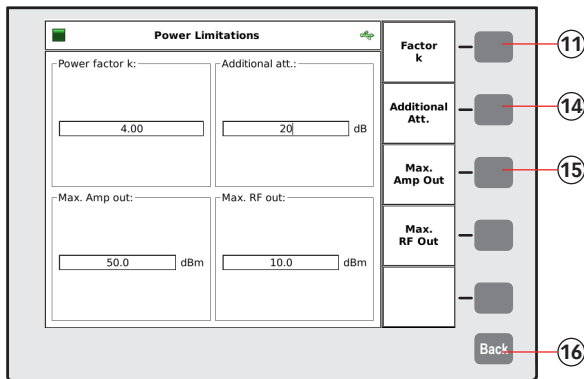 Power Limitations
Power factor k:
4.00
Additional att.:
20 dB
Max. Amp out:
50.0 dBm
Max. RF out:
10.0 dBm
Factor
k
Additional
Att.
Max.
Amp Out
Max.
RF Out
Back
11
14
15
16